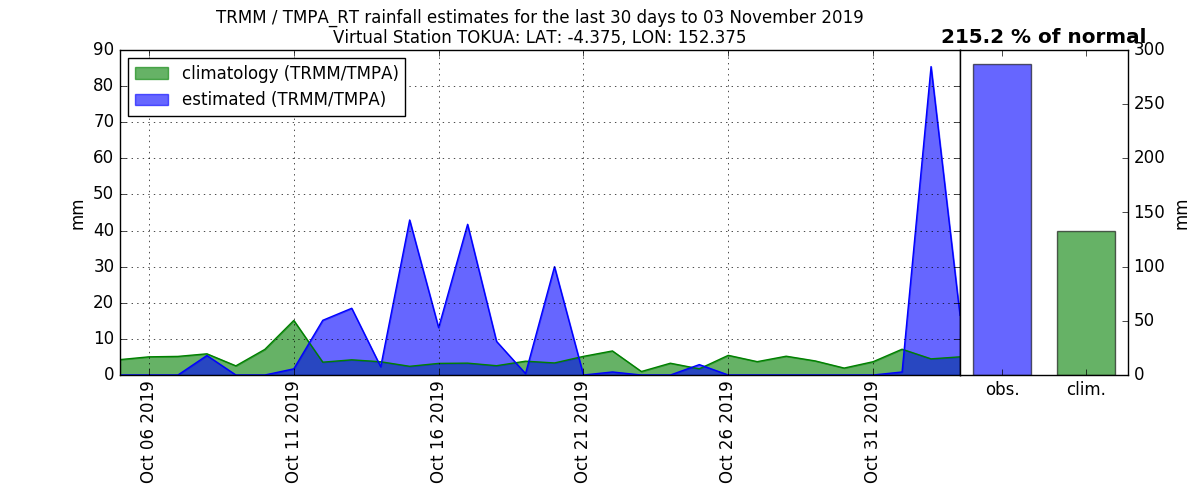 TRMM / TMPA_RT rainfall estimates for the last 30 days to 03 November 2019
Virtual Station TOKUA: LAT: -4.375, LON: 152.375
215.2 % of normal
climatology (TRMM/TMPA)
estimated (TRMM/TMPA)
90
80
70
60
50
40
30
20
10
0
mm
Oct 06 2019
Oct 11 2019
Oct 16 2019
Oct 21 2019
Oct 26 2019
Oct 31 2019
300
250
200
150
100
50
0
mm
obs.
clim.